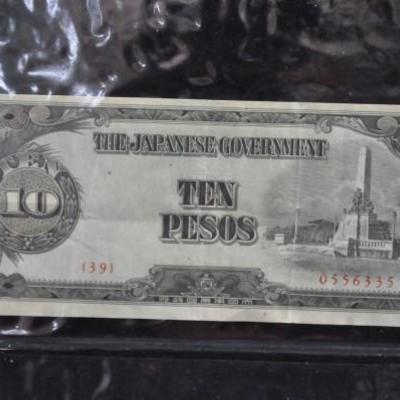 THE JAPANESE GOVERNMENT
10
TEN
PESOS
(39)
0556335